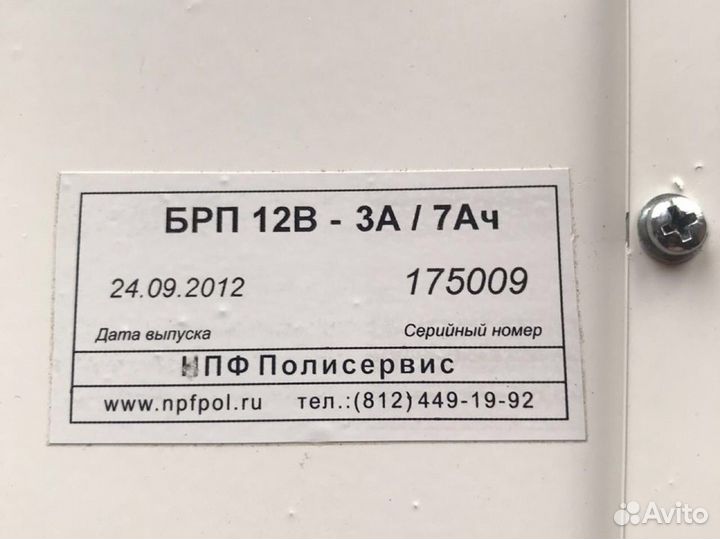 БРП 12В - 3А / 7Ач
24.09.2012 175009
Дата выпуска Серийный номер
НПФ Полисервис
www.npfpol.ru тел.:(812)449-19-92
Avito